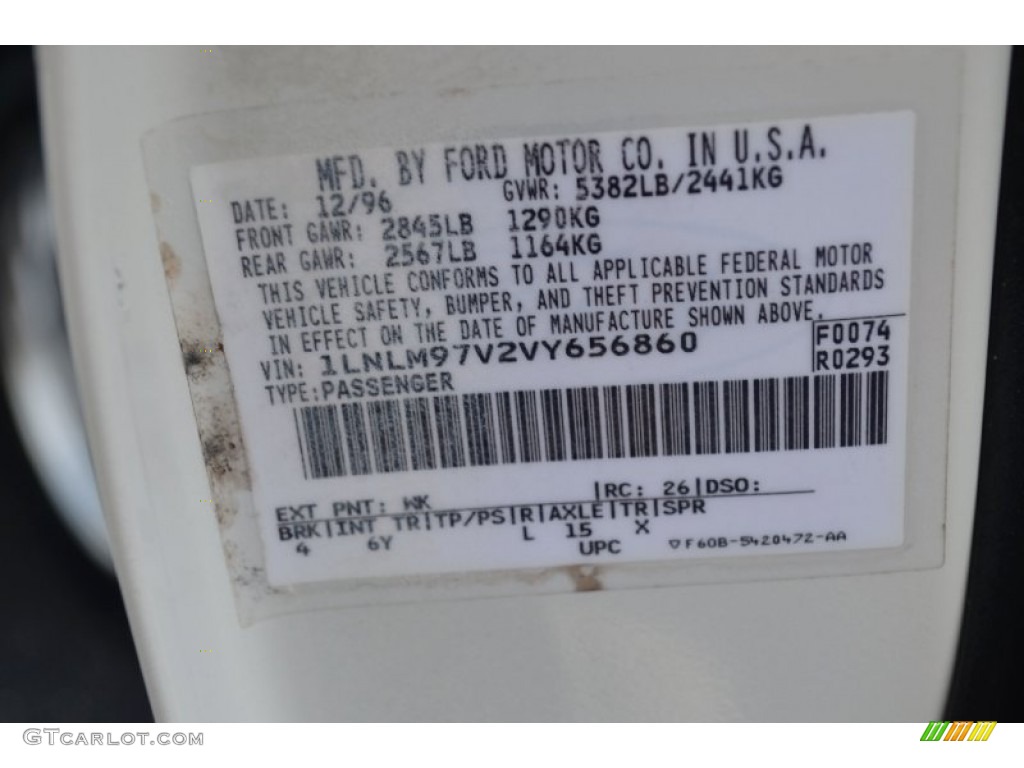 MFD. BY FORD MOTOR CO. IN U.S.A.
DATE: 12/96 GVWR: 5382LB/2441KG
FRONT GAWR: 2845LB 1290KG
REAR GAWR: 2567LB 1164KG
THIS VEHICLE CONFORMS TO ALL APPLICABLE FEDERAL MOTOR
VEHICLE SAFETY, BUMPER, AND THEFT PREVENTION STANDARDS
IN EFFECT ON THE DATE OF MANUFACTURE SHOWN ABOVE.
VIN: 1LNLM97V2VY656860 F0074
TYPE: PASSENGER R0293
EXT PNT: WK |RC: 26|DSO:
BRK|INT TR|TP/PS|R|AXLE|TR|SPR
4 6Y L 15 X
UPC ▽F60B-5420472-AA
GTCarLot.com